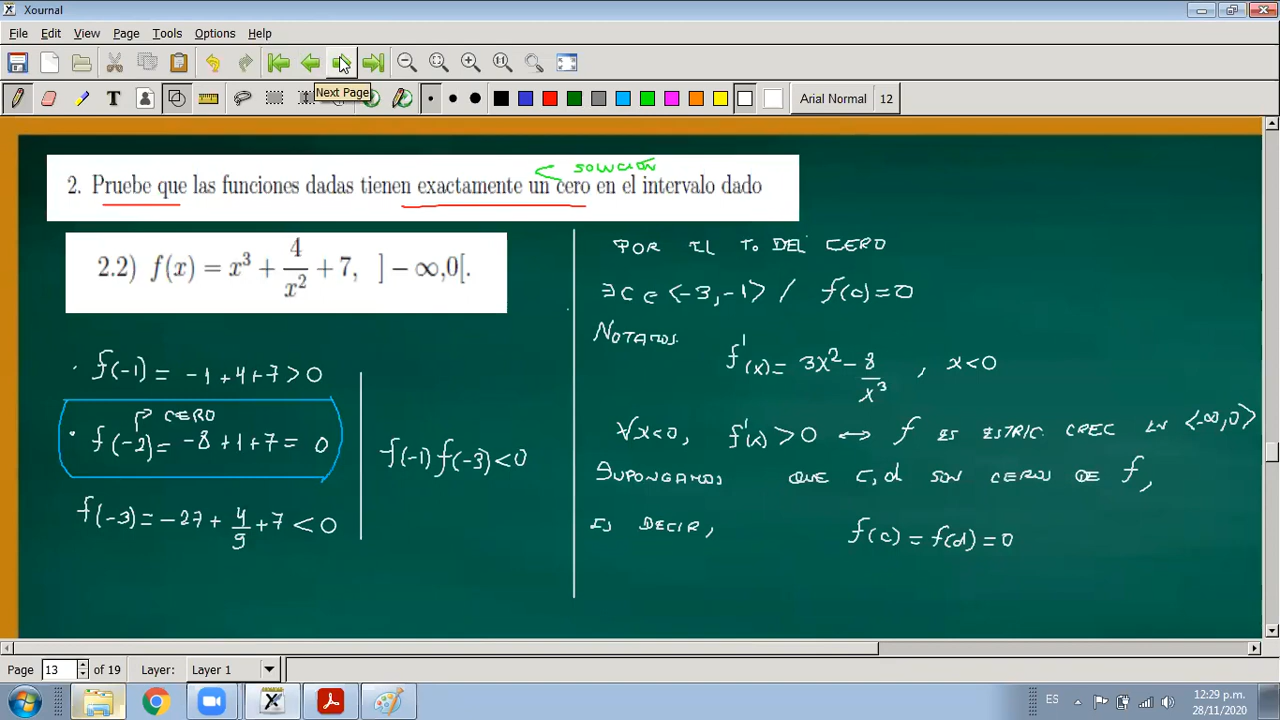 Xournal
File Edit View Page Tools Options Help
Next Page
Arial Normal 12
SOLUCIÓN
2. Pruebe que las funciones dadas tienen exactamente un cero en el intervalo dado
2.2) f(x) = x³ + 4/x² + 7, ] − ∞,0[.
· f(-1) = -1+4+7>0
CERO
· f(-2) = -8+1+7= 0
f(-3) = -27+ 4/9 +7 < 0
f(-1) f(-3) < 0
POR EL To DEL CERO
∃ C ∈ <-3,-1> / f(c)=0
NOTAMOS
f'(x) = 3x² - 8/x³ , x<0
∀x<0, f'(x) >0 ↔ f ES ESTRIC. CREC EN <-∞,0>
SUPONGAMOS QUE C,d SON CEROS DE f,
ES DECIR, f(c) = f(d) = 0
Page 13 of 19 Layer: Layer 1
ES 12:29 p.m.
28/11/2020